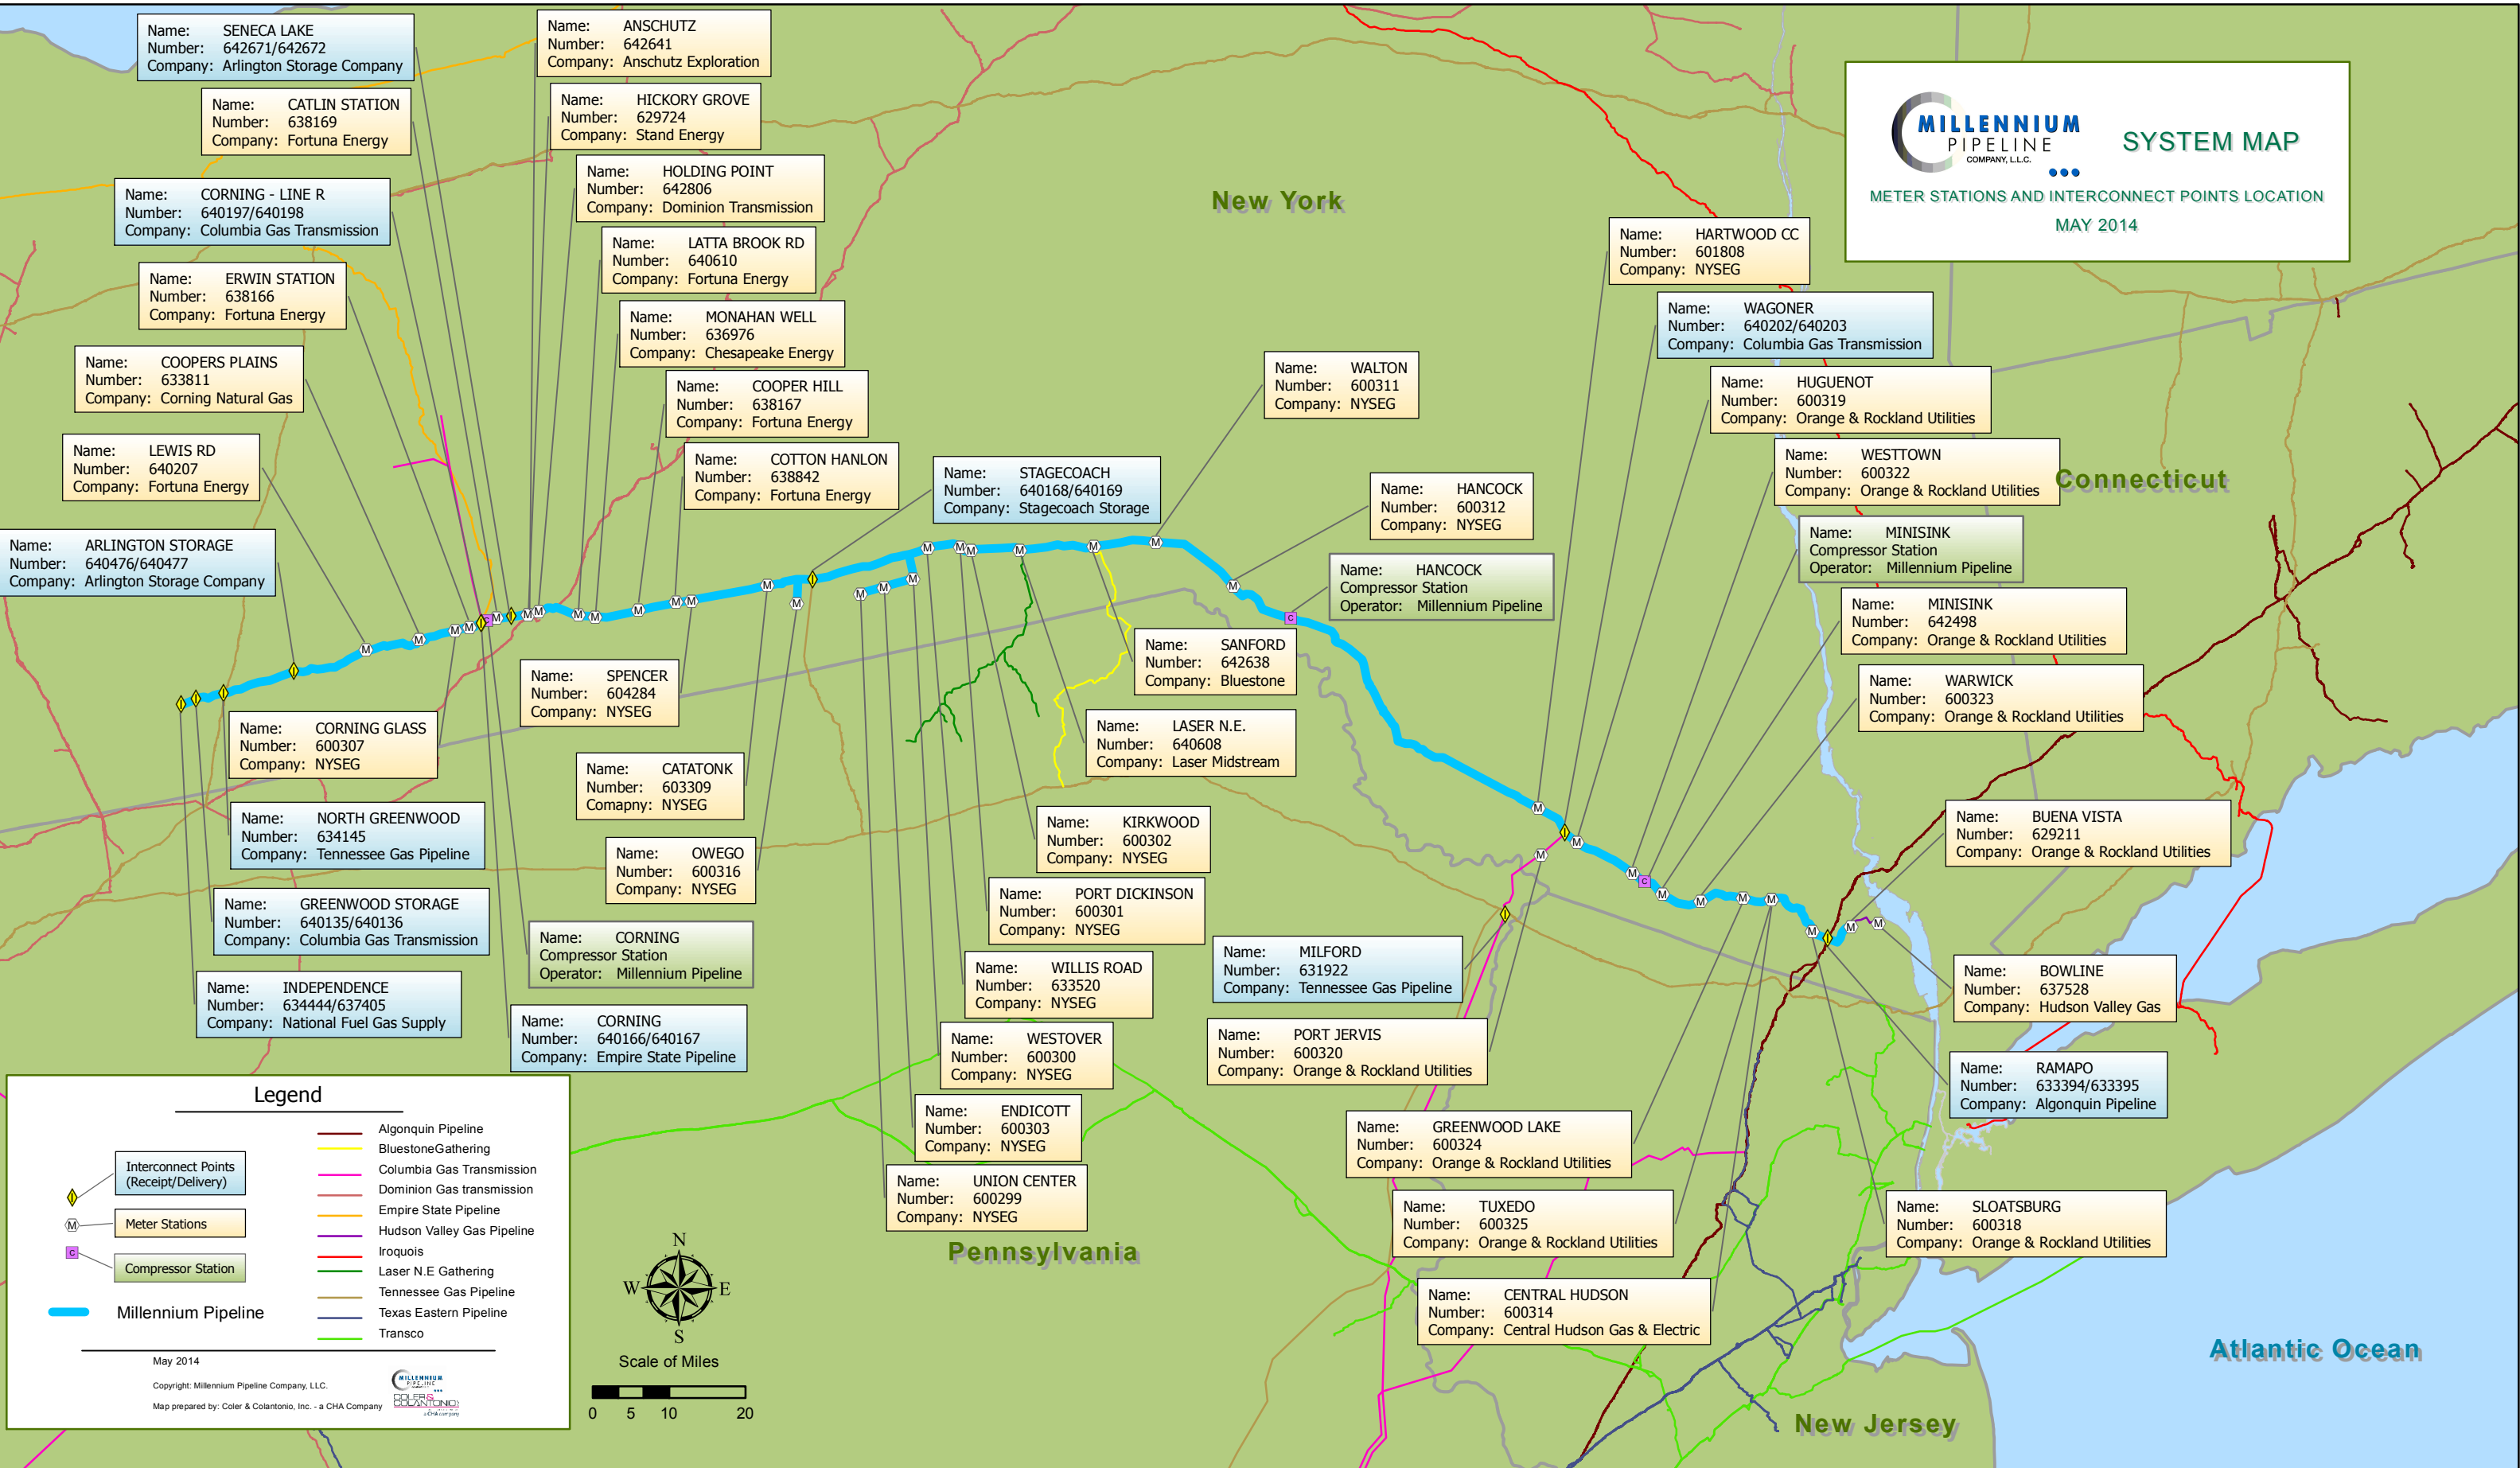 Name: SENECA LAKE
Number: 642671/642672
Company: Arlington Storage Company
Name: CATLIN STATION
Number: 638169
Company: Fortuna Energy
Name: CORNING - LINE R
Number: 640197/640198
Company: Columbia Gas Transmission
Name: ERWIN STATION
Number: 638166
Company: Fortuna Energy
Name: COOPERS PLAINS
Number: 633811
Company: Corning Natural Gas
Name: LEWIS RD
Number: 640207
Company: Fortuna Energy
Name: ARLINGTON STORAGE
Number: 640476/640477
Company: Arlington Storage Company
Name: ANSCHUTZ
Number: 642641
Company: Anschutz Exploration
Name: HICKORY GROVE
Number: 629724
Company: Stand Energy
Name: HOLDING POINT
Number: 642806
Company: Dominion Transmission
Name: LATTA BROOK RD
Number: 640610
Company: Fortuna Energy
Name: MONAHAN WELL
Number: 636976
Company: Chesapeake Energy
Name: COOPER HILL
Number: 638167
Company: Fortuna Energy
Name: COTTON HANLON
Number: 638842
Company: Fortuna Energy
Name: STAGECOACH
Number: 640168/640169
Company: Stagecoach Storage
New York
Name: WALTON
Number: 600311
Company: NYSEG
Name: HANCOCK
Number: 600312
Company: NYSEG
Name: HANCOCK
Compressor Station
Operator: Millennium Pipeline
MILLENNIUM
PIPELINE
COMPANY, L.L.C.
SYSTEM MAP
METER STATIONS AND INTERCONNECT POINTS LOCATION
MAY 2014
Name: HARTWOOD CC
Number: 601808
Company: NYSEG
Name: WAGONER
Number: 640202/640203
Company: Columbia Gas Transmission
Name: HUGUENOT
Number: 600319
Company: Orange & Rockland Utilities
Name: WESTTOWN
Number: 600322
Company: Orange & Rockland Utilities
Connecticut
Name: MINISINK
Compressor Station
Operator: Millennium Pipeline
Name: MINISINK
Number: 642498
Company: Orange & Rockland Utilities
Name: WARWICK
Number: 600323
Company: Orange & Rockland Utilities
Name: BUENA VISTA
Number: 629211
Company: Orange & Rockland Utilities
Name: BOWLINE
Number: 637528
Company: Hudson Valley Gas
Name: RAMAPO
Number: 633394/633395
Company: Algonquin Pipeline
Name: SLOATSBURG
Number: 600318
Company: Orange & Rockland Utilities
Name: SPENCER
Number: 604284
Company: NYSEG
Name: CORNING GLASS
Number: 600307
Company: NYSEG
Name: CATATONK
Number: 603309
Comapny: NYSEG
Name: NORTH GREENWOOD
Number: 634145
Company: Tennessee Gas Pipeline
Name: OWEGO
Number: 600316
Company: NYSEG
Name: GREENWOOD STORAGE
Number: 640135/640136
Company: Columbia Gas Transmission
Name: CORNING
Compressor Station
Operator: Millennium Pipeline
Name: INDEPENDENCE
Number: 634444/637405
Company: National Fuel Gas Supply
Name: CORNING
Number: 640166/640167
Company: Empire State Pipeline
Name: SANFORD
Number: 642638
Company: Bluestone
Name: LASER N.E.
Number: 640608
Company: Laser Midstream
Name: KIRKWOOD
Number: 600302
Company: NYSEG
Name: PORT DICKINSON
Number: 600301
Company: NYSEG
Name: WILLIS ROAD
Number: 633520
Company: NYSEG
Name: WESTOVER
Number: 600300
Company: NYSEG
Name: ENDICOTT
Number: 600303
Company: NYSEG
Name: UNION CENTER
Number: 600299
Company: NYSEG
Name: MILFORD
Number: 631922
Company: Tennessee Gas Pipeline
Name: PORT JERVIS
Number: 600320
Company: Orange & Rockland Utilities
Name: GREENWOOD LAKE
Number: 600324
Company: Orange & Rockland Utilities
Name: TUXEDO
Number: 600325
Company: Orange & Rockland Utilities
Name: CENTRAL HUDSON
Number: 600314
Company: Central Hudson Gas & Electric
Pennsylvania
New Jersey
Atlantic Ocean
Legend
Interconnect Points
(Receipt/Delivery)
M
Meter Stations
C
Compressor Station
Millennium Pipeline
Algonquin Pipeline
BluestoneGathering
Columbia Gas Transmission
Dominion Gas transmission
Empire State Pipeline
Hudson Valley Gas Pipeline
Iroquois
Laser N.E Gathering
Tennessee Gas Pipeline
Texas Eastern Pipeline
Transco
May 2014
Copyright: Millennium Pipeline Company, LLC.
Map prepared by: Coler & Colantonio, Inc. - a CHA Company
MILLENNIUM
PIPELINE
COLER &
COLANTONIO
a CHA company
N
W E
S
Scale of Miles
0 5 10 20